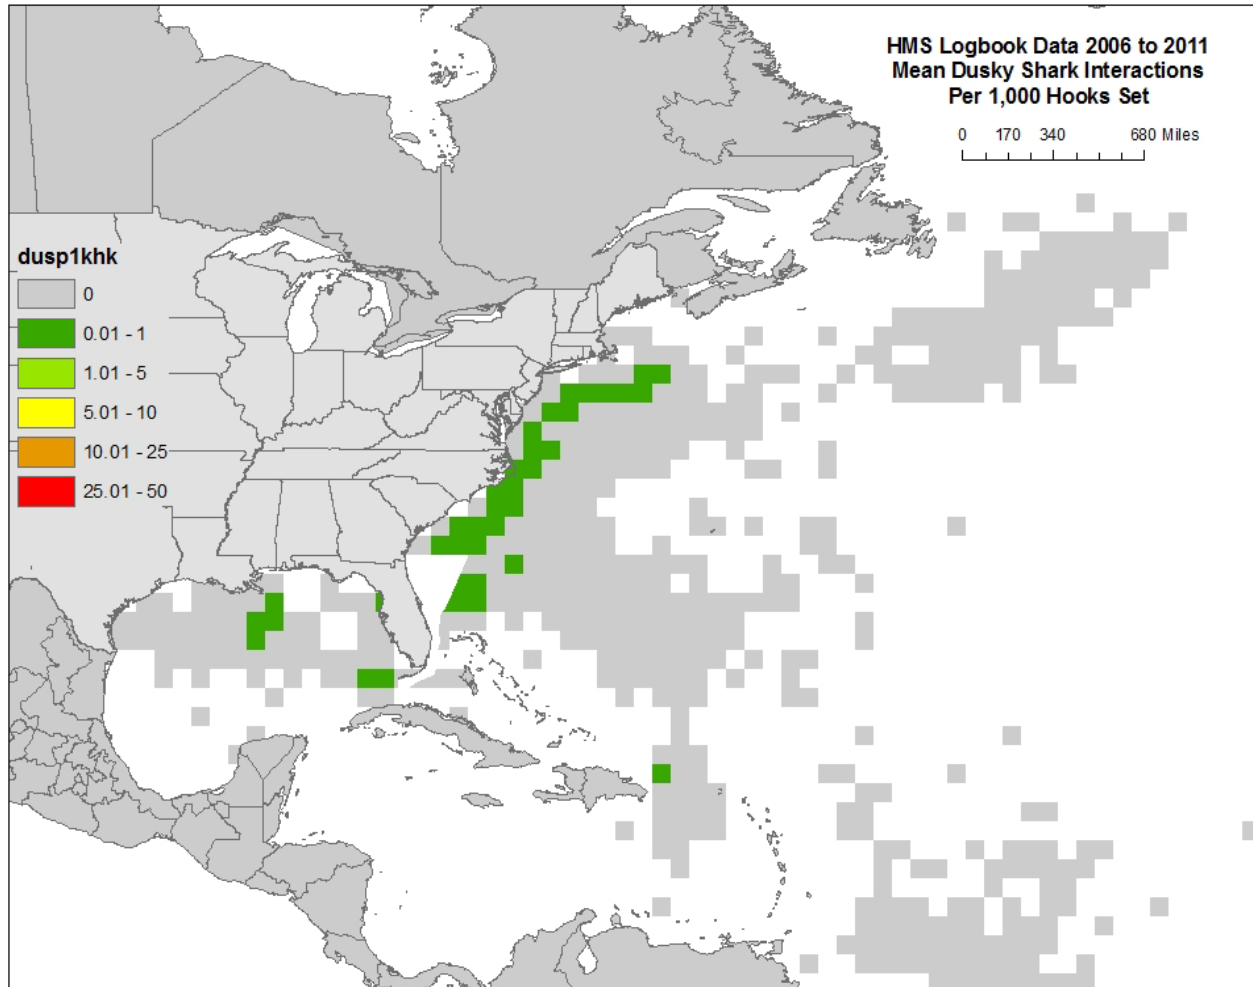 HMS Logbook Data 2006 to 2011
Mean Dusky Shark Interactions
Per 1,000 Hooks Set
0 170 340 680 Miles
dusp1khk
0
0.01 - 1
1.01 - 5
5.01 - 10
10.01 - 25
25.01 - 50